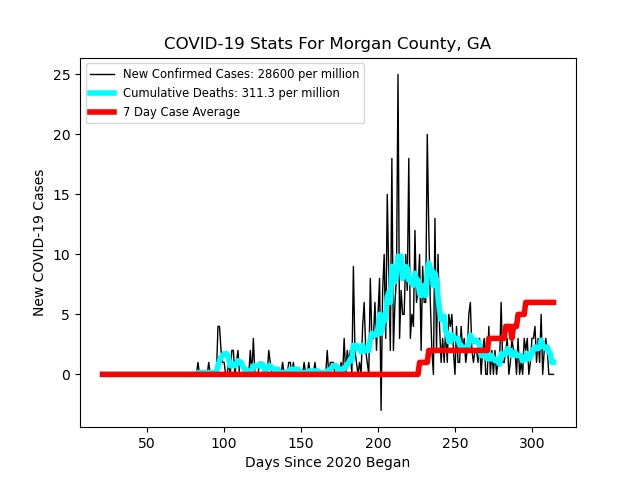 COVID-19 Stats For Morgan County, GA
New Confirmed Cases: 28600 per million
Cumulative Deaths: 311.3 per million
7 Day Case Average
25
20
15
10
5
0
New COVID-19 Cases
50 100 150 200 250 300
Days Since 2020 Began